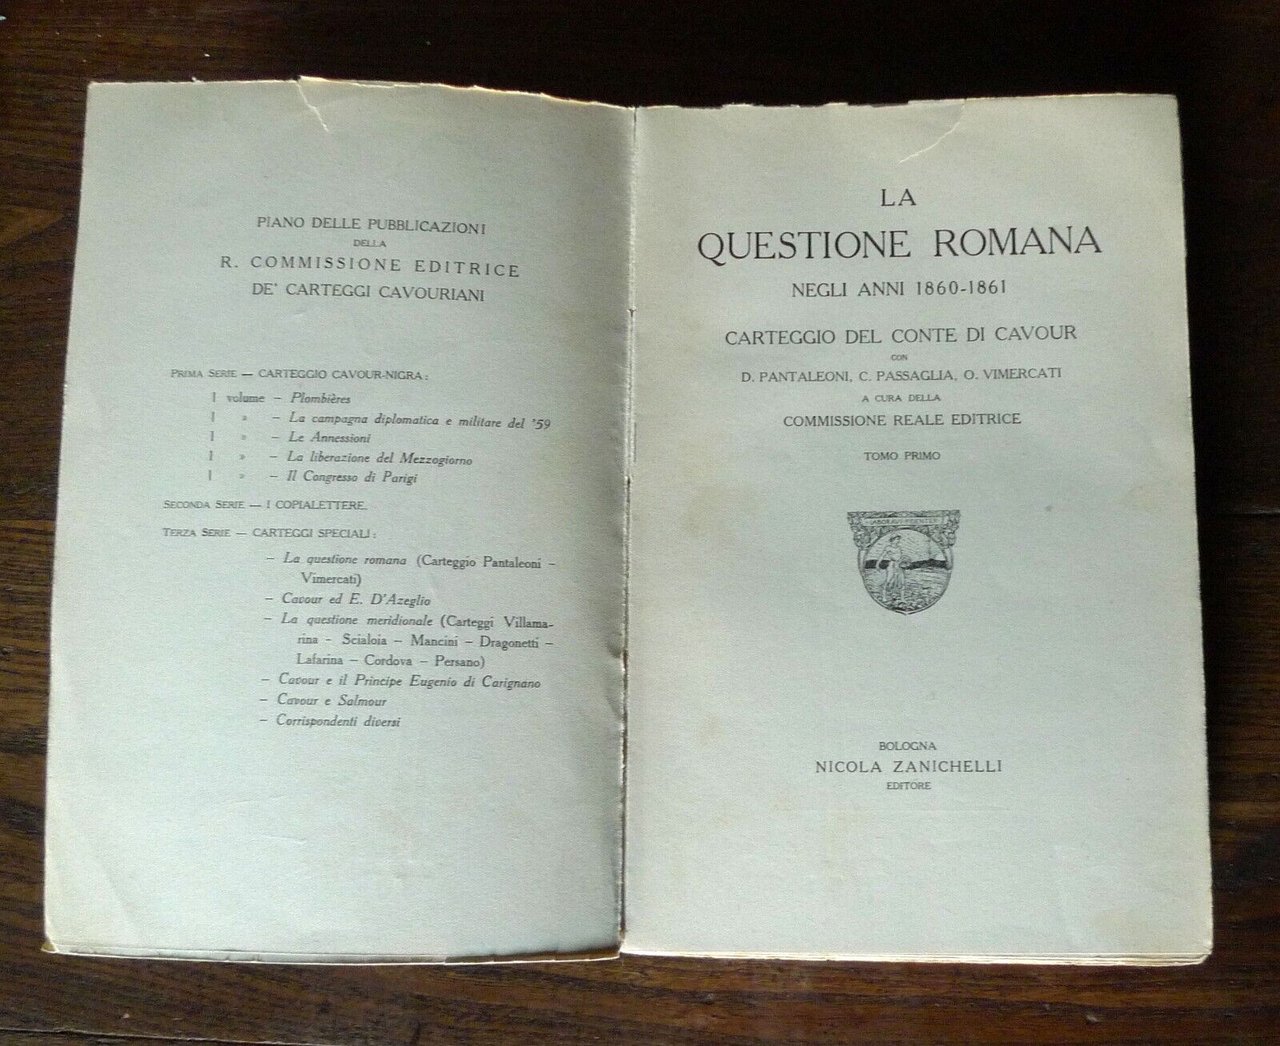 PIANO DELLE PUBBLICAZIONI
DELLA
R. COMMISSIONE EDITRICE
DE' CARTEGGI CAVOURIANI
PRIMA SERIE — CARTEGGIO CAVOUR-NIGRA:
I volume – Plombières
I » – La campagna diplomatica e militare del '59
I » – Le Annessioni
I » – La liberazione del Mezzogiorno
I » – Il Congresso di Parigi
SECONDA SERIE — I COPIALETTERE.
TERZA SERIE — CARTEGGI SPECIALI:
– La questione romana (Carteggio Pantaleoni –
Vimercati)
– Cavour ed E. D'Azeglio
– La questione meridionale (Carteggi Villama-
rina – Scialoia – Mancini – Dragonetti –
Lafarina – Cordova – Persano)
– Cavour e il Principe Eugenio di Carignano
– Cavour e Salmour
– Corrispondenti diversi
LA
QUESTIONE ROMANA
NEGLI ANNI 1860-1861
CARTEGGIO DEL CONTE DI CAVOUR
CON
D. PANTALEONI, C. PASSAGLIA, O. VIMERCATI
A CURA DELLA
COMMISSIONE REALE EDITRICE
TOMO PRIMO
LABORAVI FIDENTER
BOLOGNA
NICOLA ZANICHELLI
EDITORE